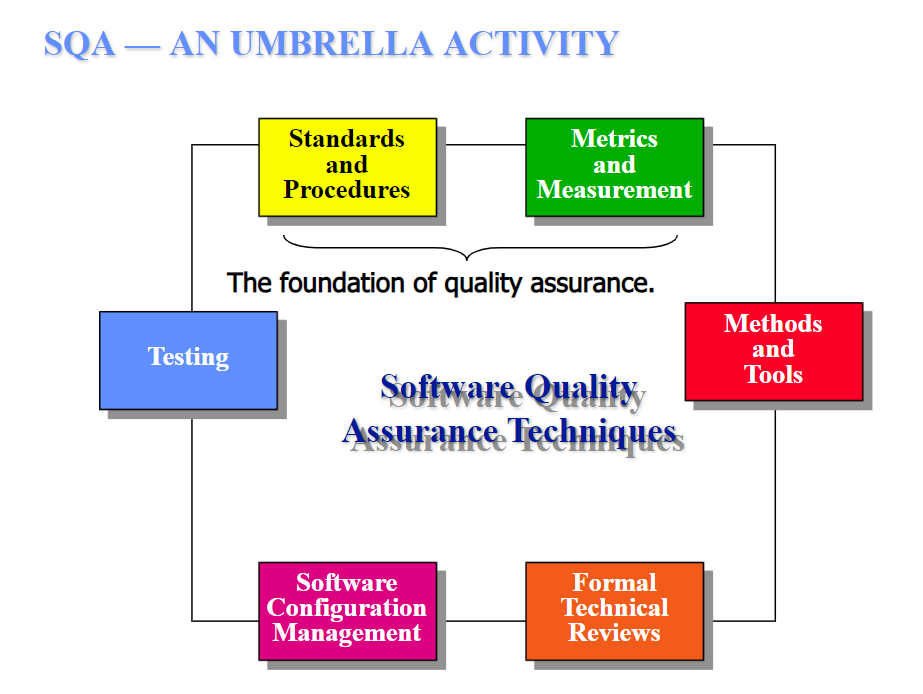 SQA — AN UMBRELLA ACTIVITY
Standards
and
Procedures
Metrics
and
Measurement
The foundation of quality assurance.
Testing
Methods
and
Tools
Software Quality
Assurance Techniques
Software
Configuration
Management
Formal
Technical
Reviews